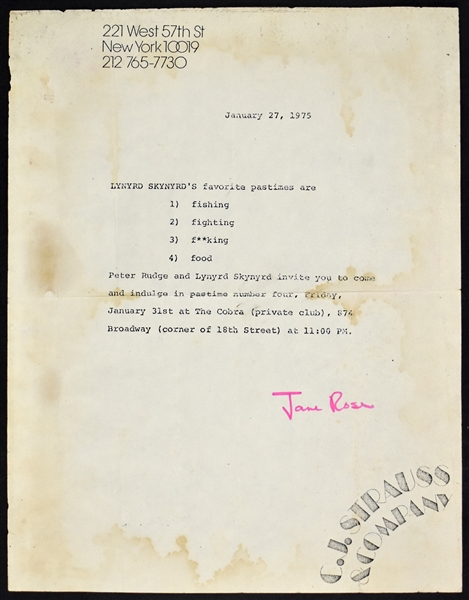 221 West 57th St
New York 10019
212 765-7730
January 27, 1975
LYNYRD SKYNYRD'S favorite pastimes are
1) fishing
2) fighting
3) f**king
4) food
Peter Rudge and Lynyrd Skynyrd invite you to come
and indulge in pastime number four, Friday,
January 31st at The Cobra (private club), 874
Broadway (corner of 18th Street) at 11:00 PM.
Jane Rose
C.J. STRAUSS
& COMPANY